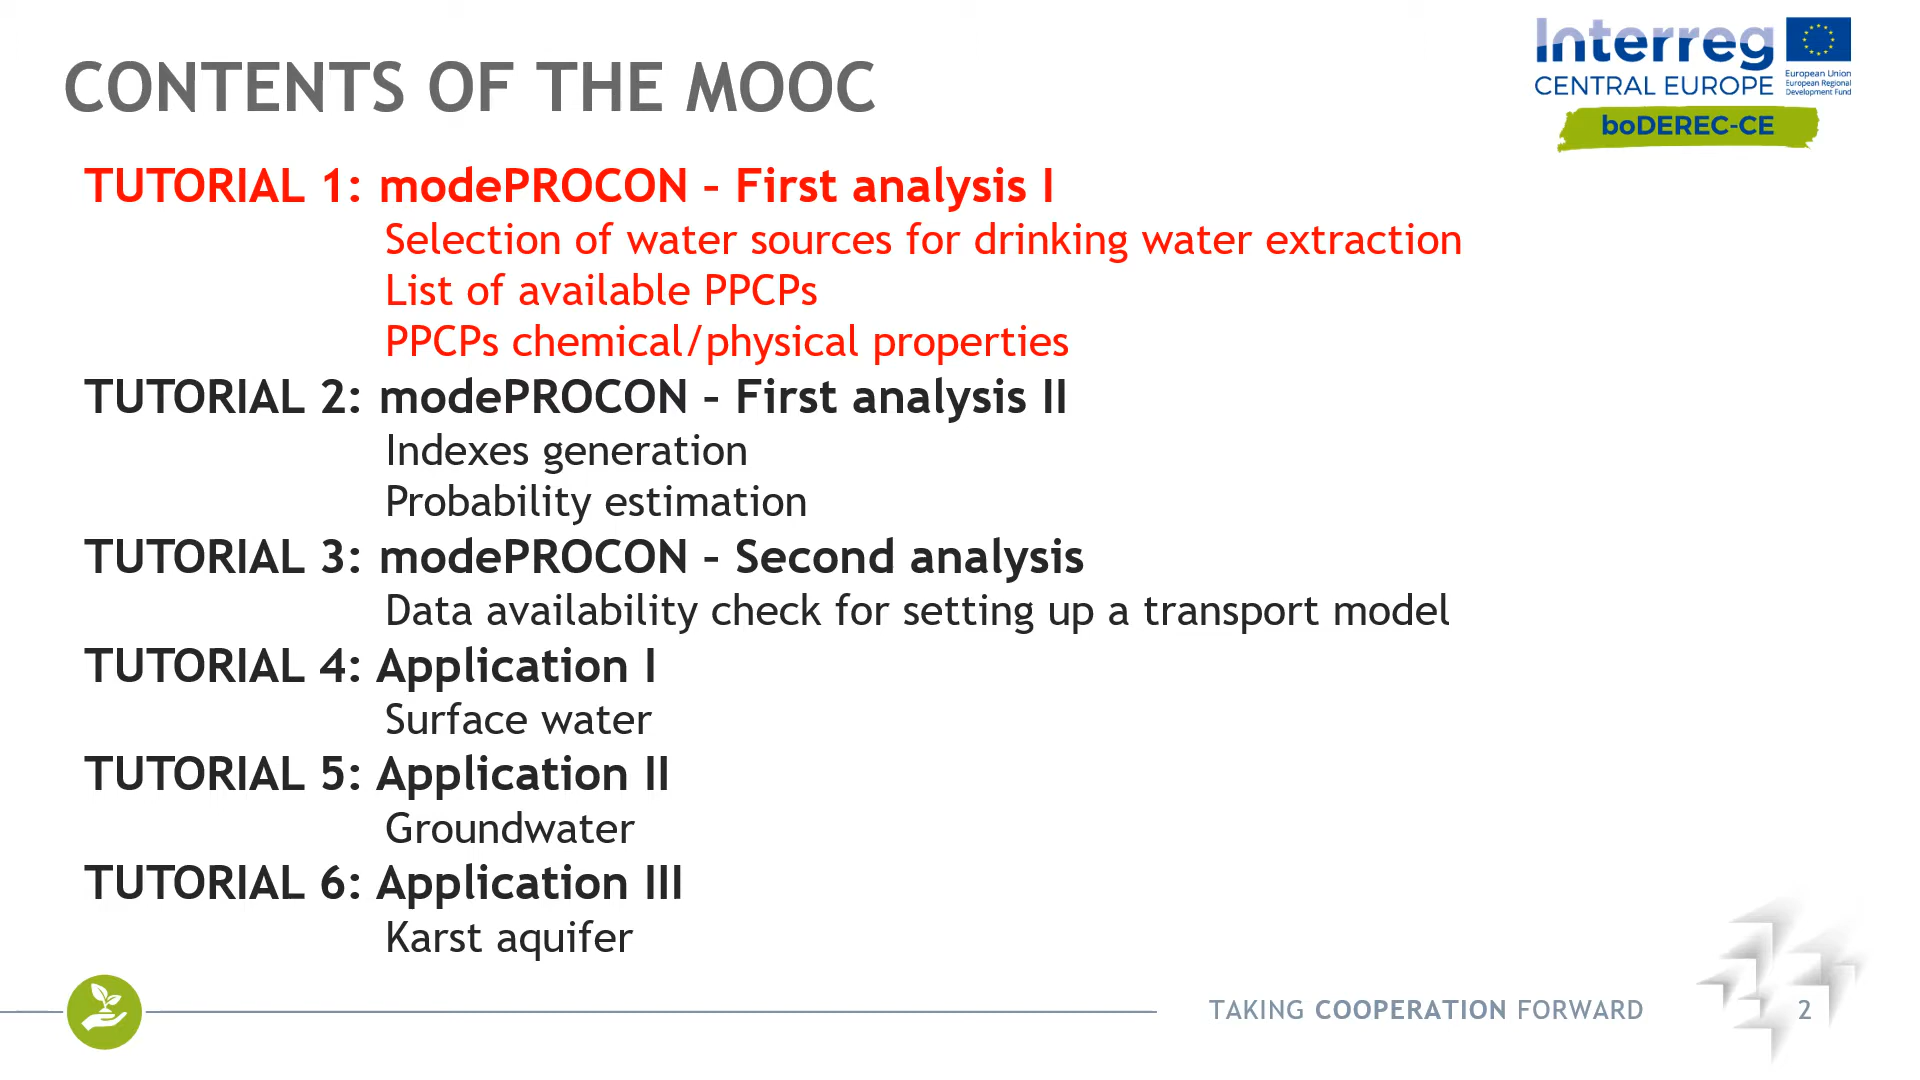 CONTENTS OF THE MOOC
Interreg
CENTRAL EUROPE
European Union
European Regional
Development Fund
boDEREC-CE
TUTORIAL 1: modePROCON – First analysis I
Selection of water sources for drinking water extraction
List of available PPCPs
PPCPs chemical/physical properties
TUTORIAL 2: modePROCON – First analysis II
Indexes generation
Probability estimation
TUTORIAL 3: modePROCON – Second analysis
Data availability check for setting up a transport model
TUTORIAL 4: Application I
Surface water
TUTORIAL 5: Application II
Groundwater
TUTORIAL 6: Application III
Karst aquifer
TAKING COOPERATION FORWARD
2